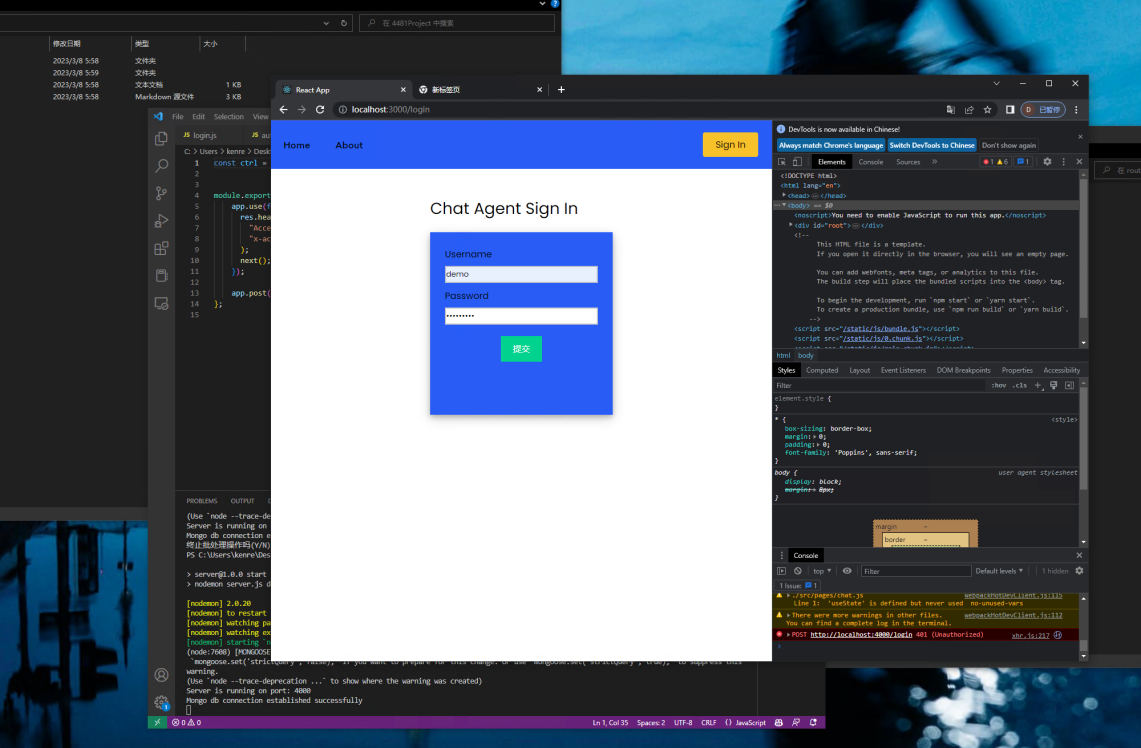 在 4481Project 中搜索
修改日期 类型 大小
2023/3/8 5:58 文件夹
2023/3/8 5:59 文件夹
2023/3/8 5:58 文本文档 1 KB
2023/3/8 5:58 Markdown 源文件 3 KB
React App
新标签页
localhost:3000/login
D 已暂停
Home
About
Sign In
Chat Agent Sign In
Username
demo
Password
•••••••••
提交
DevTools is now available in Chinese!
Always match Chrome's language Switch DevTools to Chinese Don't show again
Elements Console Sources » 1 6 1
<!DOCTYPE html>
<html lang="en">
<head> </head>
<body> == $0
<noscript>You need to enable JavaScript to run this app.</noscript>
<div id="root"> </div>
<!--
This HTML file is a template.
If you open it directly in the browser, you will see an empty page.
You can add webfonts, meta tags, or analytics to this file.
The build step will place the bundled scripts into the <body> tag.
To begin the development, run `npm start` or `yarn start`.
To create a production bundle, use `npm run build` or `yarn build`.
-->
<script src="/static/js/bundle.js"></script>
<script src="/static/js/0.chunk.js"></script>
html body
Styles Computed Layout Event Listeners DOM Breakpoints Properties Accessibility
Filter :hov .cls +
element.style {
}
* { <style>
box-sizing: border-box;
margin: 0;
padding: 0;
font-family: 'Poppins', sans-serif;
}
body { user agent stylesheet
display: block;
margin: 8px;
}
margin -
border -
Console
top Filter Default levels 1 hidden
1 Issue: 1
./src/pages/chat.js webpackHotDevClient.js:115
Line 1: 'useState' is defined but never used no-unused-vars
There were more warnings in other files. webpackHotDevClient.js:112
You can find a complete log in the terminal.
POST http://localhost:4000/login 401 (Unauthorized) xhr.js:217
在 rout
File Edit Selection View
JS login.js JS au
C: > Users > kenre > Desk
1 const ctrl =
2
3
4 module.export
5 app.use(f
6 res.hea
7 "Acce
8 "x-ac
9 );
10 next();
11 });
12
13 app.post(
14 };
15
PROBLEMS OUTPUT
(Use `node --trace-de
Server is running on
Mongo db connection e
终止批处理操作吗(Y/N)
PS C:\Users\kenre\Des
> server@1.0.0 start
> nodemon server.js d
[nodemon] 2.0.20
[nodemon] to restart
[nodemon] watching pa
[nodemon] watching ex
[nodemon] starting `n
(node:7608) [MONGOOSE
`mongoose.set('strictQuery', false);` if you want to prepare for this change. Or use `mongoose.set('strictQuery', true);` to suppress this
warning.
(Use `node --trace-deprecation ...` to show where the warning was created)
Server is running on port: 4000
Mongo db connection established successfully
0 0 Ln 1, Col 35 Spaces: 2 UTF-8 CRLF {} JavaScript